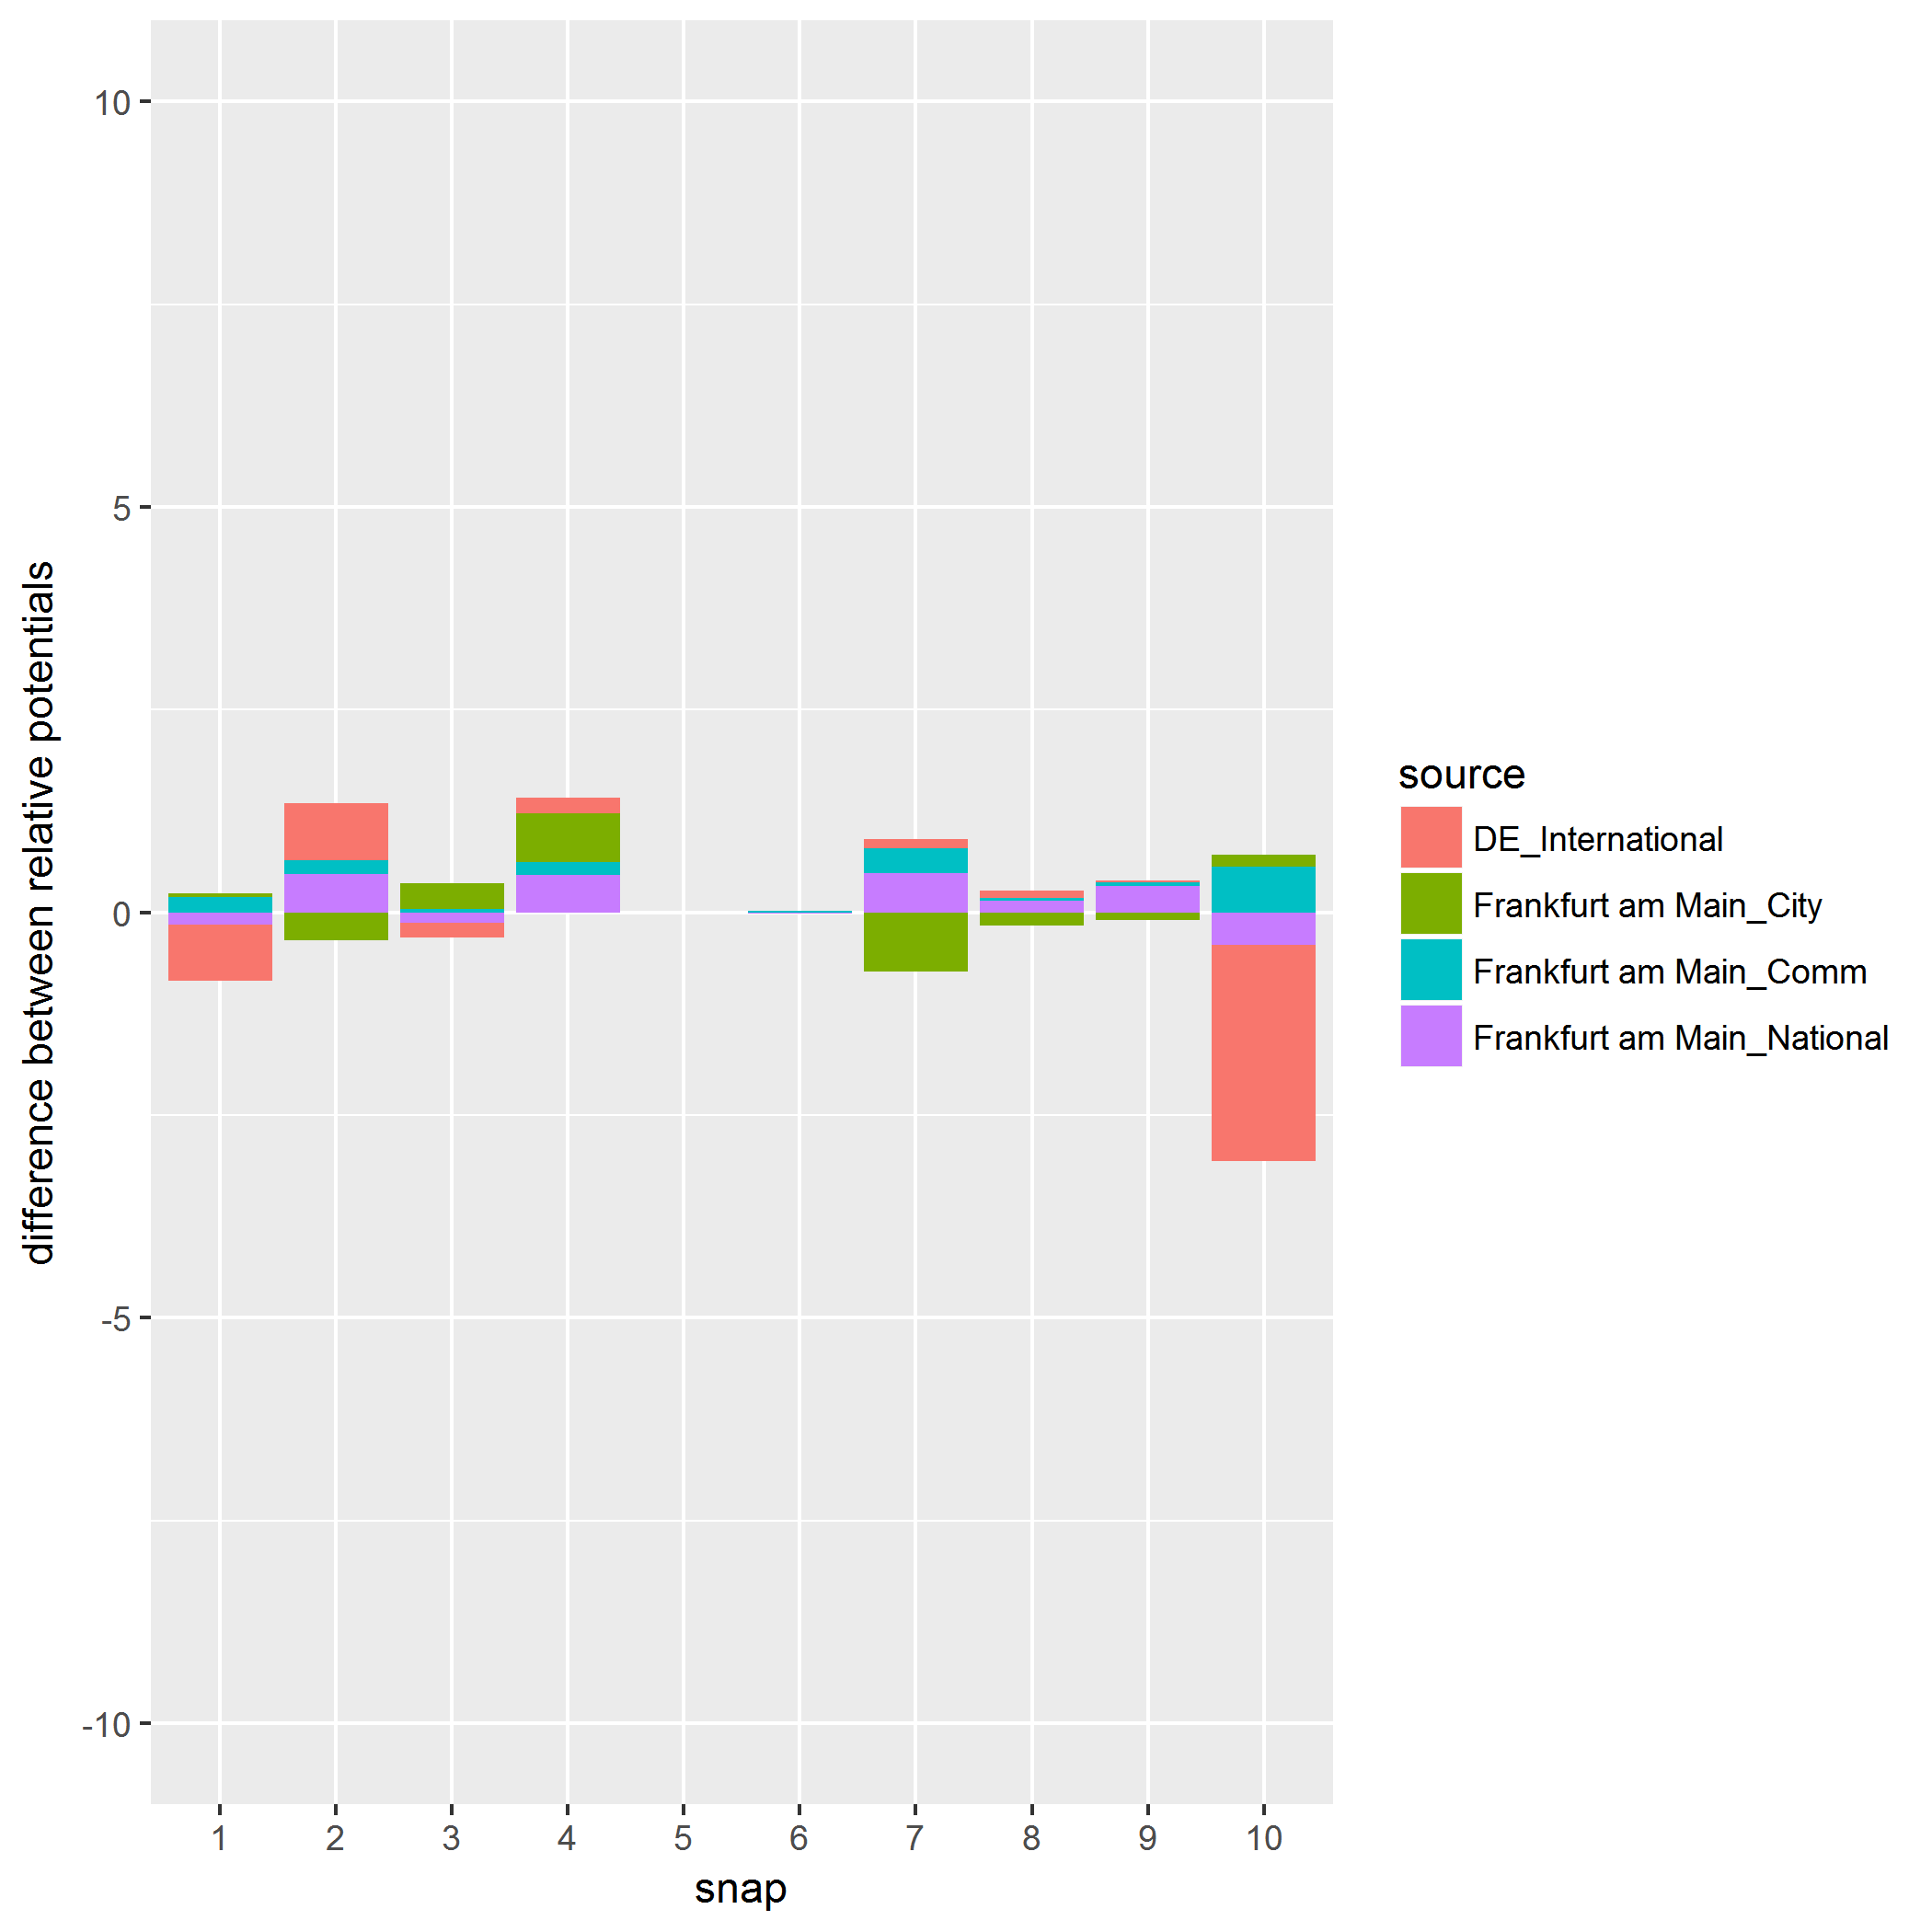 difference between relative potentials
10
5
0
-5
-10
1 2 3 4 5 6 7 8 9 10
snap
source
DE_International
Frankfurt am Main_City
Frankfurt am Main_Comm
Frankfurt am Main_National